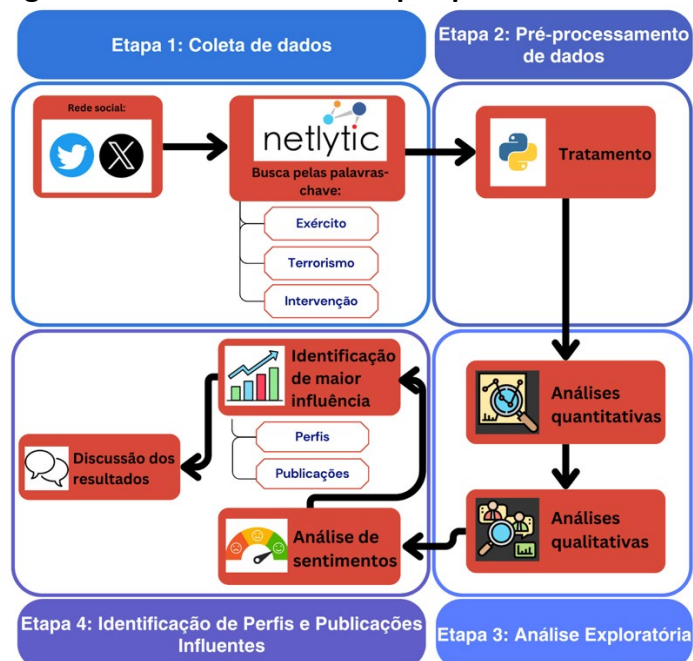 Etapa 1: Coleta de dados
Etapa 2: Pré-processamento
de dados
Rede social:
netlytic
Busca pelas palavras-
chave:
Exército
Terrorismo
Intervenção
Tratamento
Identificação
de maior
influência
Perfis
Publicações
Discussão dos
resultados
Análise de
sentimentos
Análises
quantitativas
Análises
qualitativas
Etapa 4: Identificação de Perfis e Publicações
Influentes
Etapa 3: Análise Exploratória